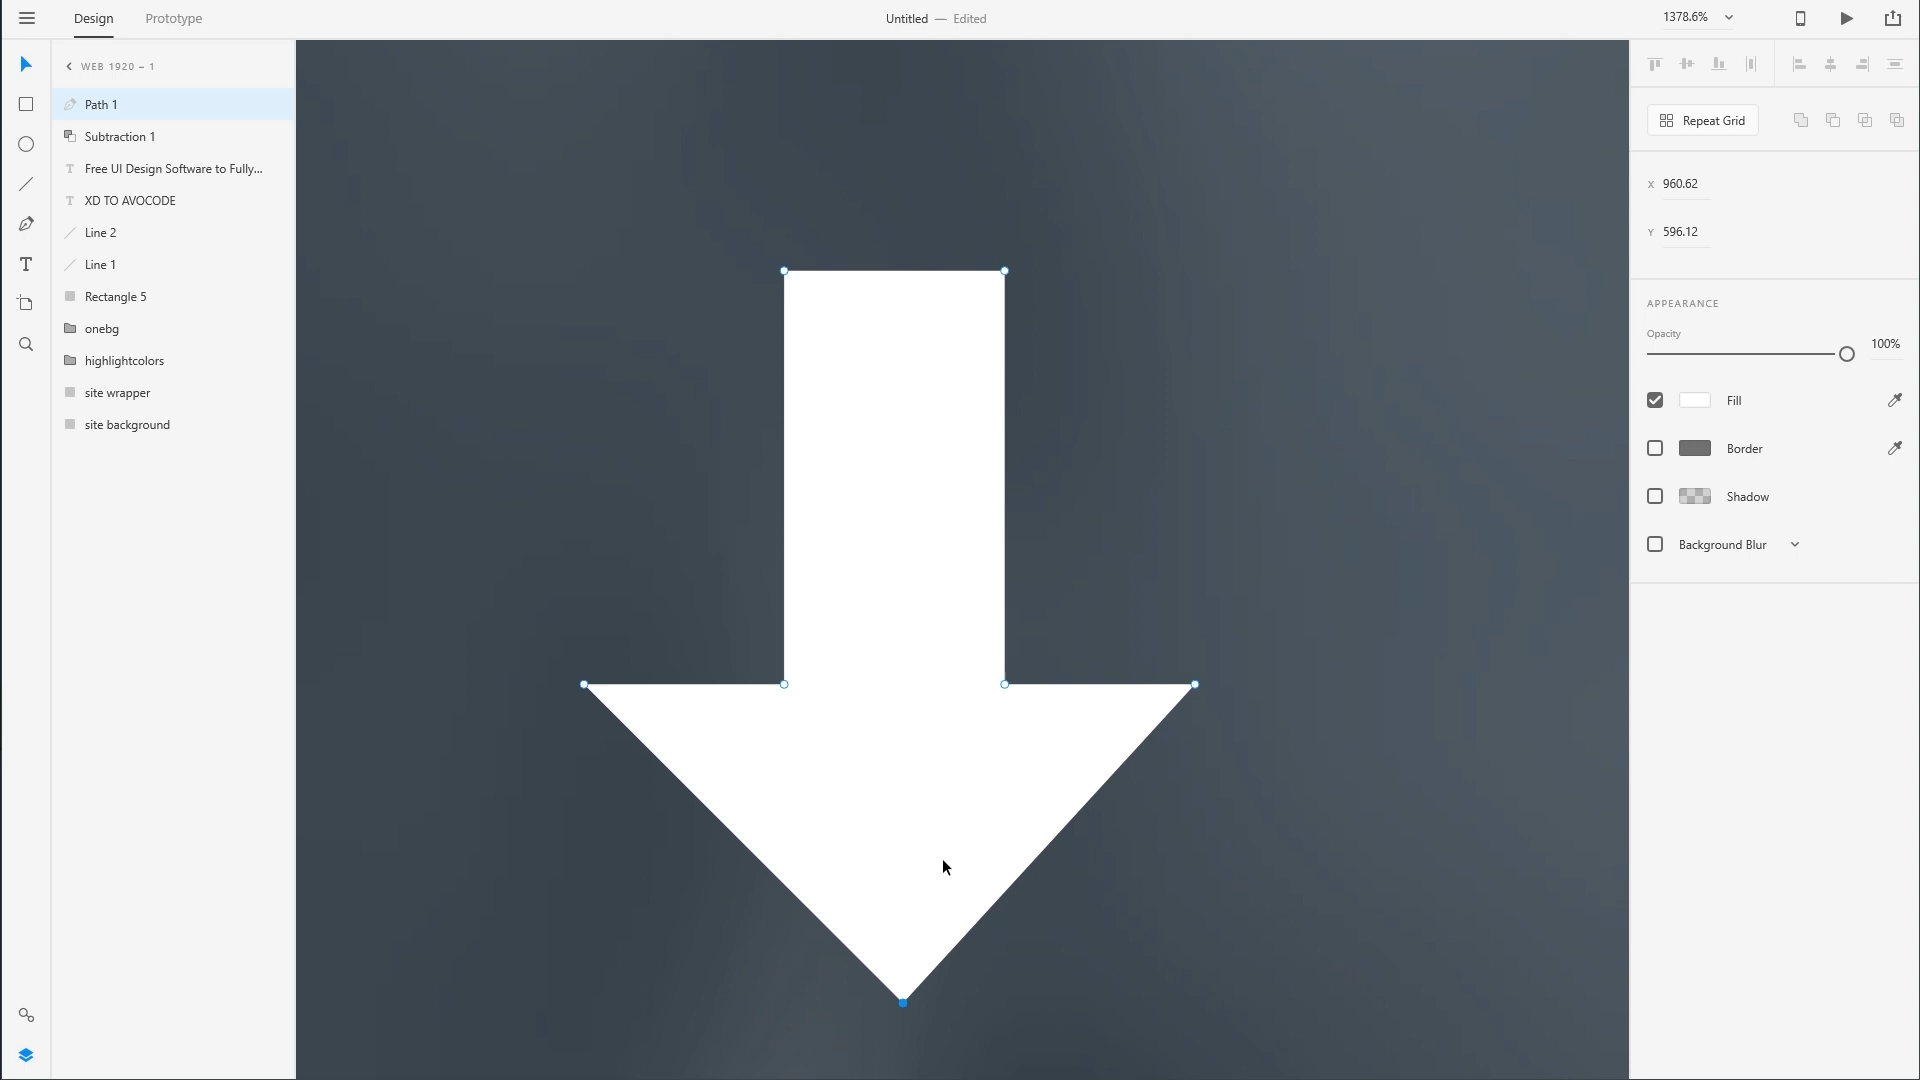 Design
Prototype
Untitled — Edited
1378.6%
WEB 1920 – 1
Path 1
Subtraction 1
Free UI Design Software to Fully...
XD TO AVOCODE
Line 2
Line 1
Rectangle 5
onebg
highlightcolors
site wrapper
site background
Repeat Grid
X 960.62
Y 596.12
APPEARANCE
Opacity
100%
Fill
Border
Shadow
Background Blur